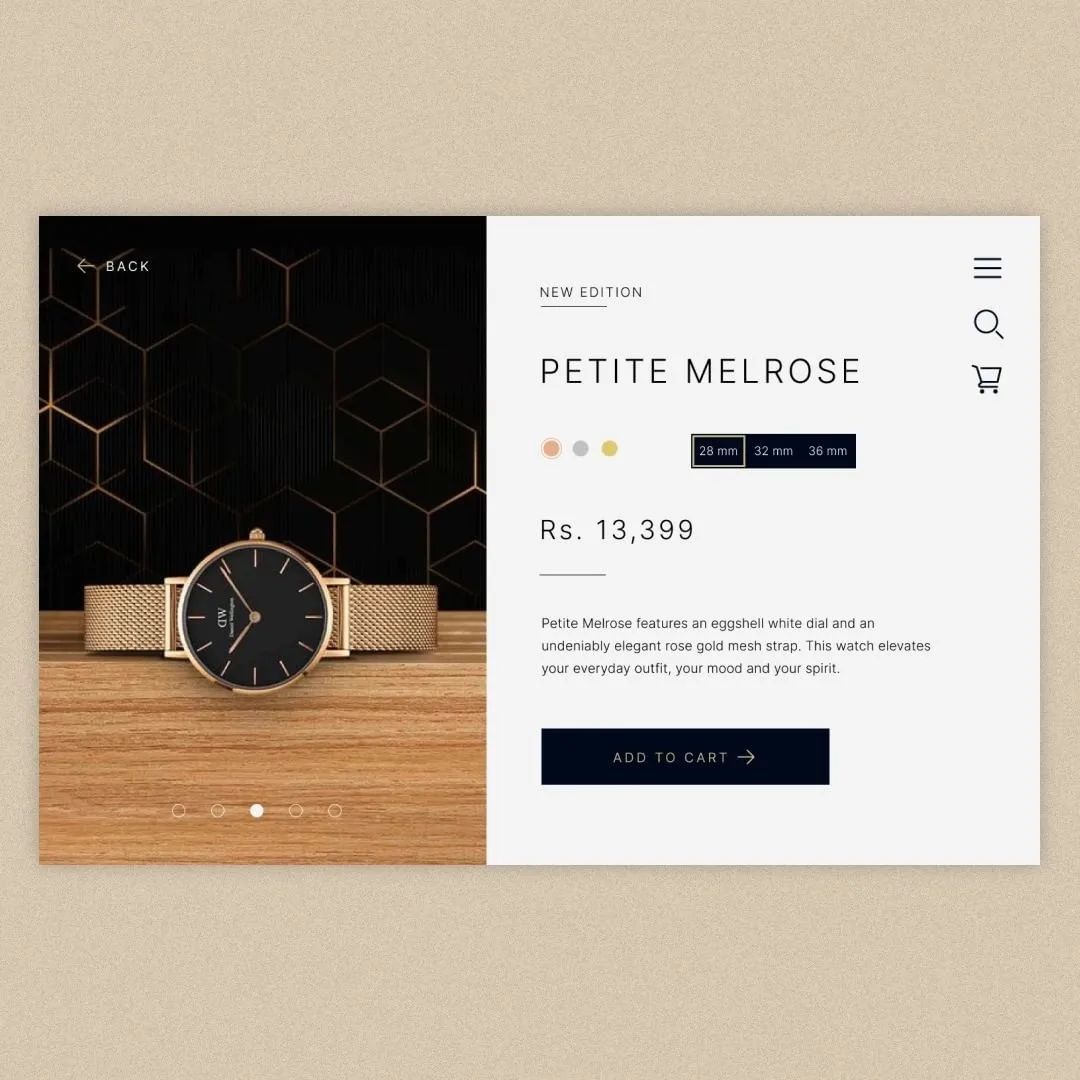 BACK
NEW EDITION
PETITE MELROSE
28 mm 32 mm 36 mm
Rs. 13,399
Petite Melrose features an eggshell white dial and an
undeniably elegant rose gold mesh strap. This watch elevates
your everyday outfit, your mood and your spirit.
ADD TO CART
DW
Daniel Wellington